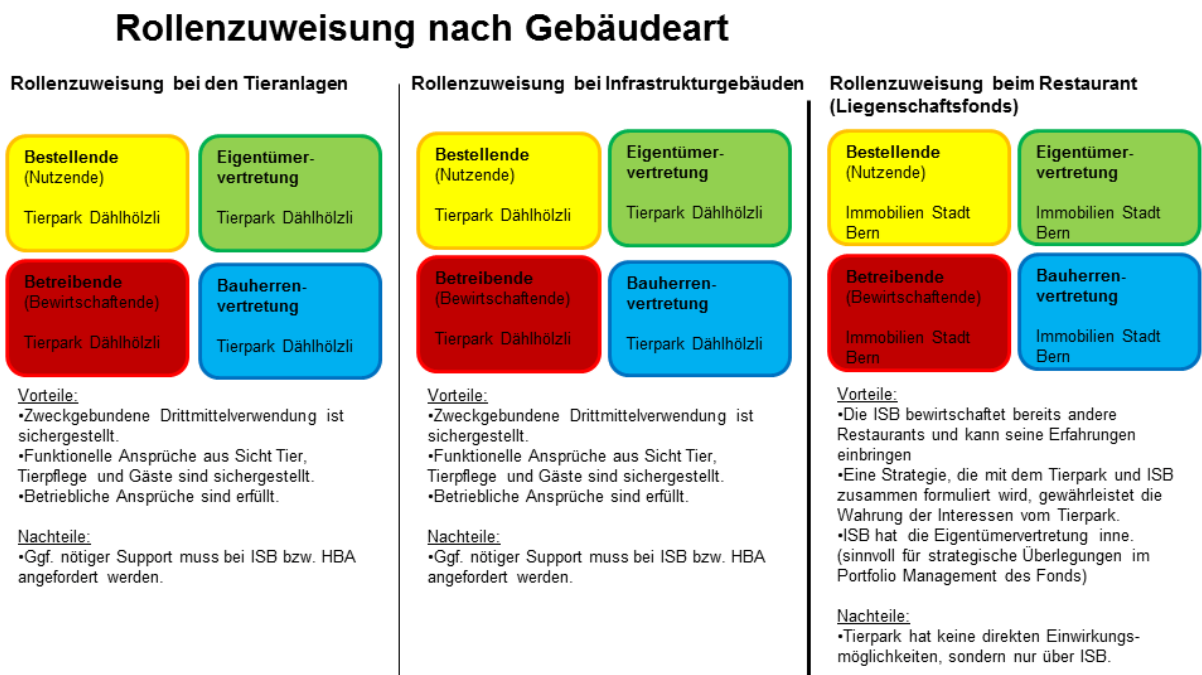 Rollenzuweisung nach Gebäudeart
Rollenzuweisung bei den Tieranlagen
Bestellende
(Nutzende)
Tierpark Dählhölzli
Eigentümer-
vertretung
Tierpark Dählhölzli
Betreibende
(Bewirtschaftende)
Tierpark Dählhölzli
Bauherren-
vertretung
Tierpark Dählhölzli
Vorteile:
•Zweckgebundene Drittmittelverwendung ist
sichergestellt.
•Funktionelle Ansprüche aus Sicht Tier,
Tierpflege und Gäste sind sichergestellt.
•Betriebliche Ansprüche sind erfüllt.
Nachteile:
•Ggf. nötiger Support muss bei ISB bzw. HBA
angefordert werden.
Rollenzuweisung bei Infrastrukturgebäuden
Bestellende
(Nutzende)
Tierpark Dählhölzli
Eigentümer-
vertretung
Tierpark Dählhölzli
Betreibende
(Bewirtschaftende)
Tierpark Dählhölzli
Bauherren-
vertretung
Tierpark Dählhölzli
Vorteile:
•Zweckgebundene Drittmittelverwendung ist
sichergestellt.
•Funktionelle Ansprüche aus Sicht Tier,
Tierpflege und Gäste sind sichergestellt.
•Betriebliche Ansprüche sind erfüllt.
Nachteile:
•Ggf. nötiger Support muss bei ISB bzw. HBA
angefordert werden.
Rollenzuweisung beim Restaurant
(Liegenschaftsfonds)
Bestellende
(Nutzende)
Immobilien Stadt
Bern
Eigentümer-
vertretung
Immobilien Stadt
Bern
Betreibende
(Bewirtschaftende)
Immobilien Stadt
Bern
Bauherren-
vertretung
Immobilien Stadt
Bern
Vorteile:
•Die ISB bewirtschaftet bereits andere
Restaurants und kann seine Erfahrungen
einbringen
•Eine Strategie, die mit dem Tierpark und ISB
zusammen formuliert wird, gewährleistet die
Wahrung der Interessen vom Tierpark.
•ISB hat die Eigentümervertretung inne.
(sinnvoll für strategische Überlegungen im
Portfolio Management des Fonds)
Nachteile:
•Tierpark hat keine direkten Einwirkungs-
möglichkeiten, sondern nur über ISB.